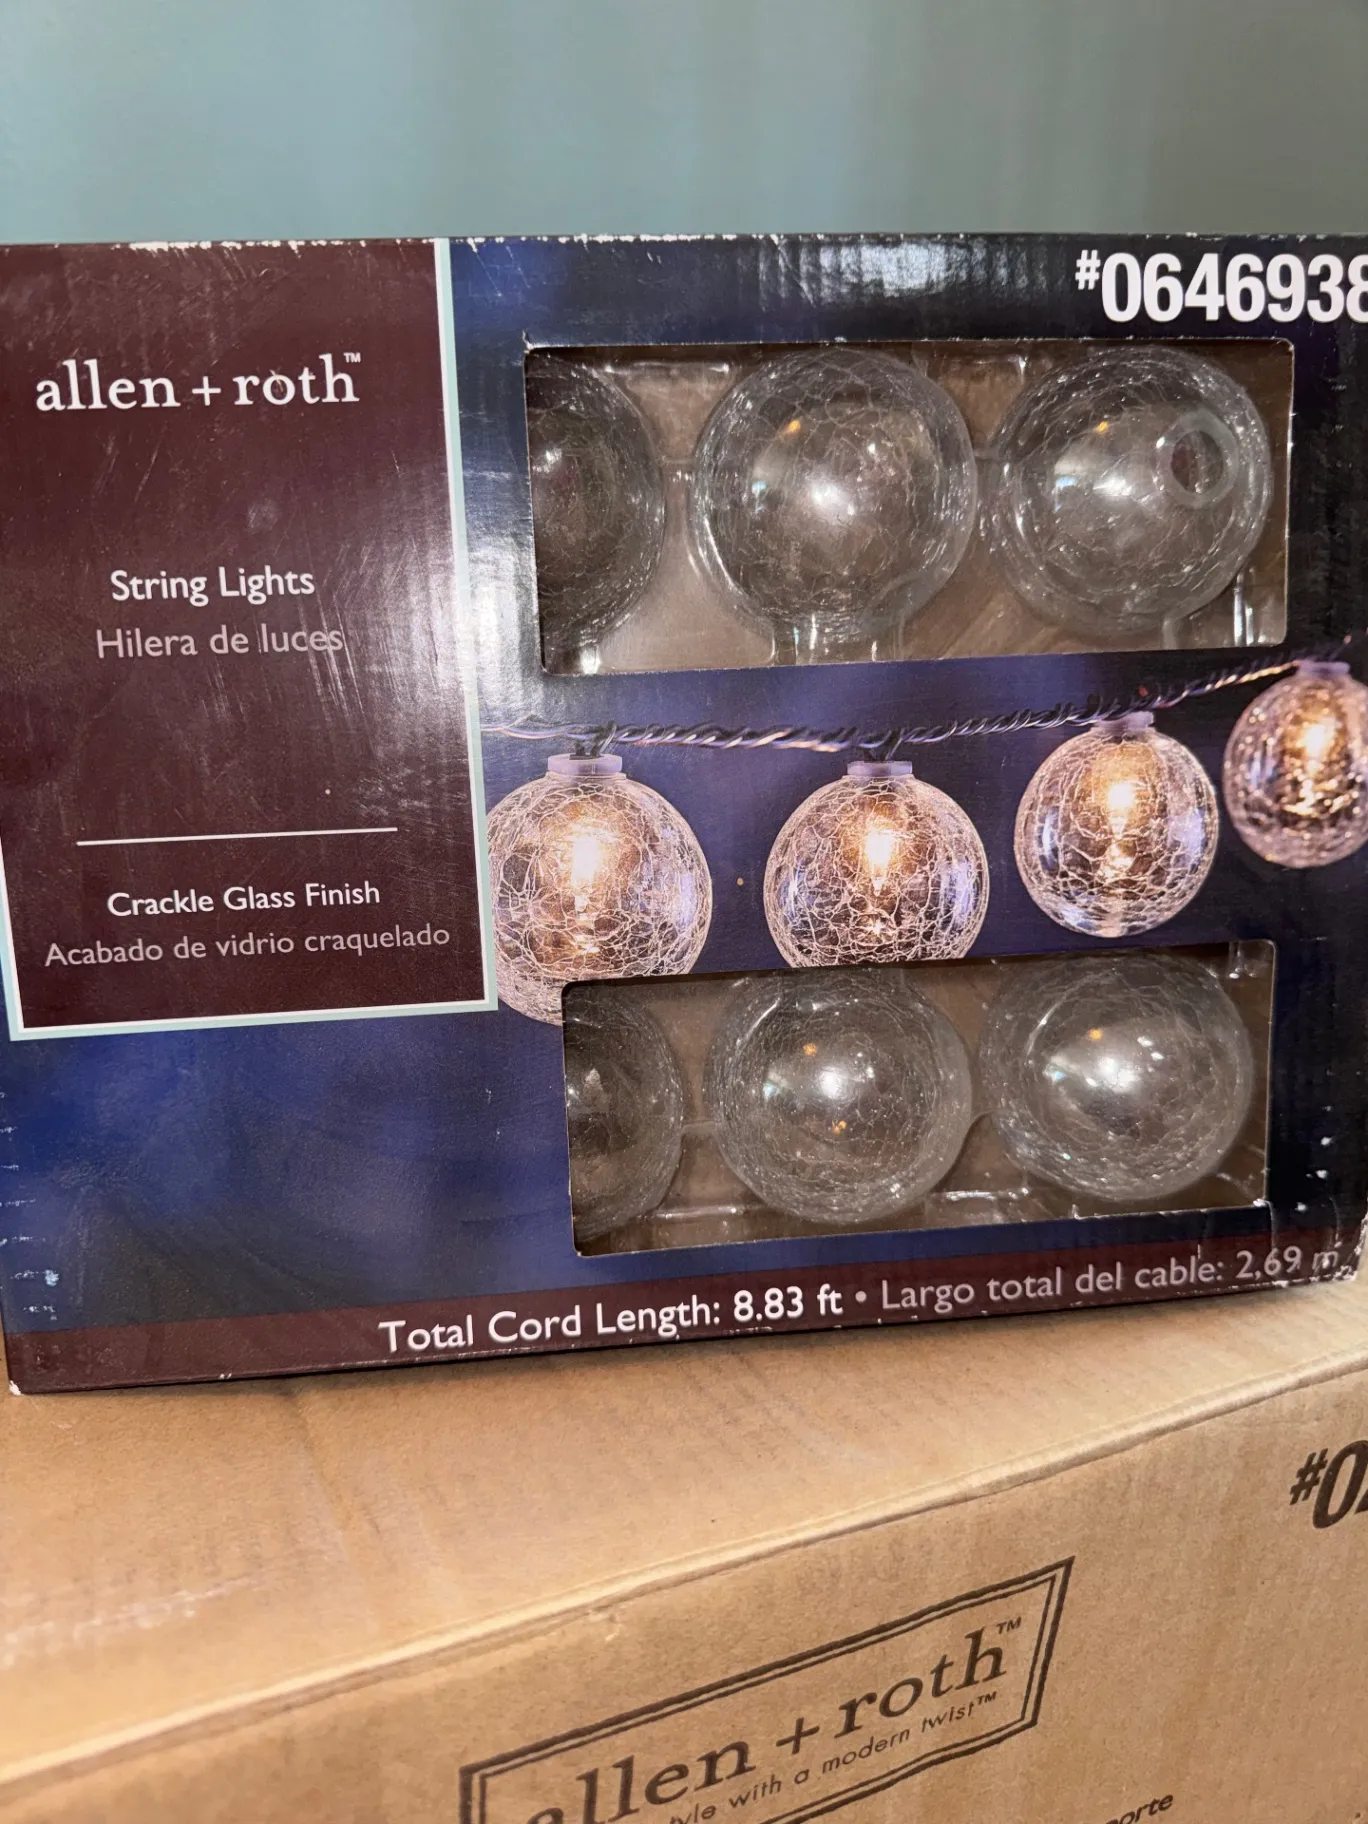 #0646938
allen + roth™
String Lights
Hilera de luces
Crackle Glass Finish
Acabado de vidrio craquelado
Total Cord Length: 8.83 ft • Largo total del cable: 2,69 m
allen + roth™
with a modern twist™